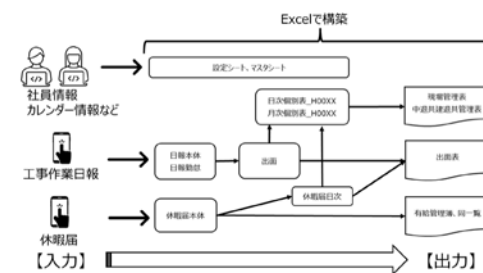 Excelで構築
設定シート、マスタシート
社員情報
カレンダー情報など
日次個別表_H00XX
月次個別表_H00XX
現場管理表
中退共建退共管理表
工事作業日報
日報本体
日報勤怠
出面
出面表
休暇届日次
休暇届本体
有給管理簿、同一覧
休暇届
【入力】
【出力】